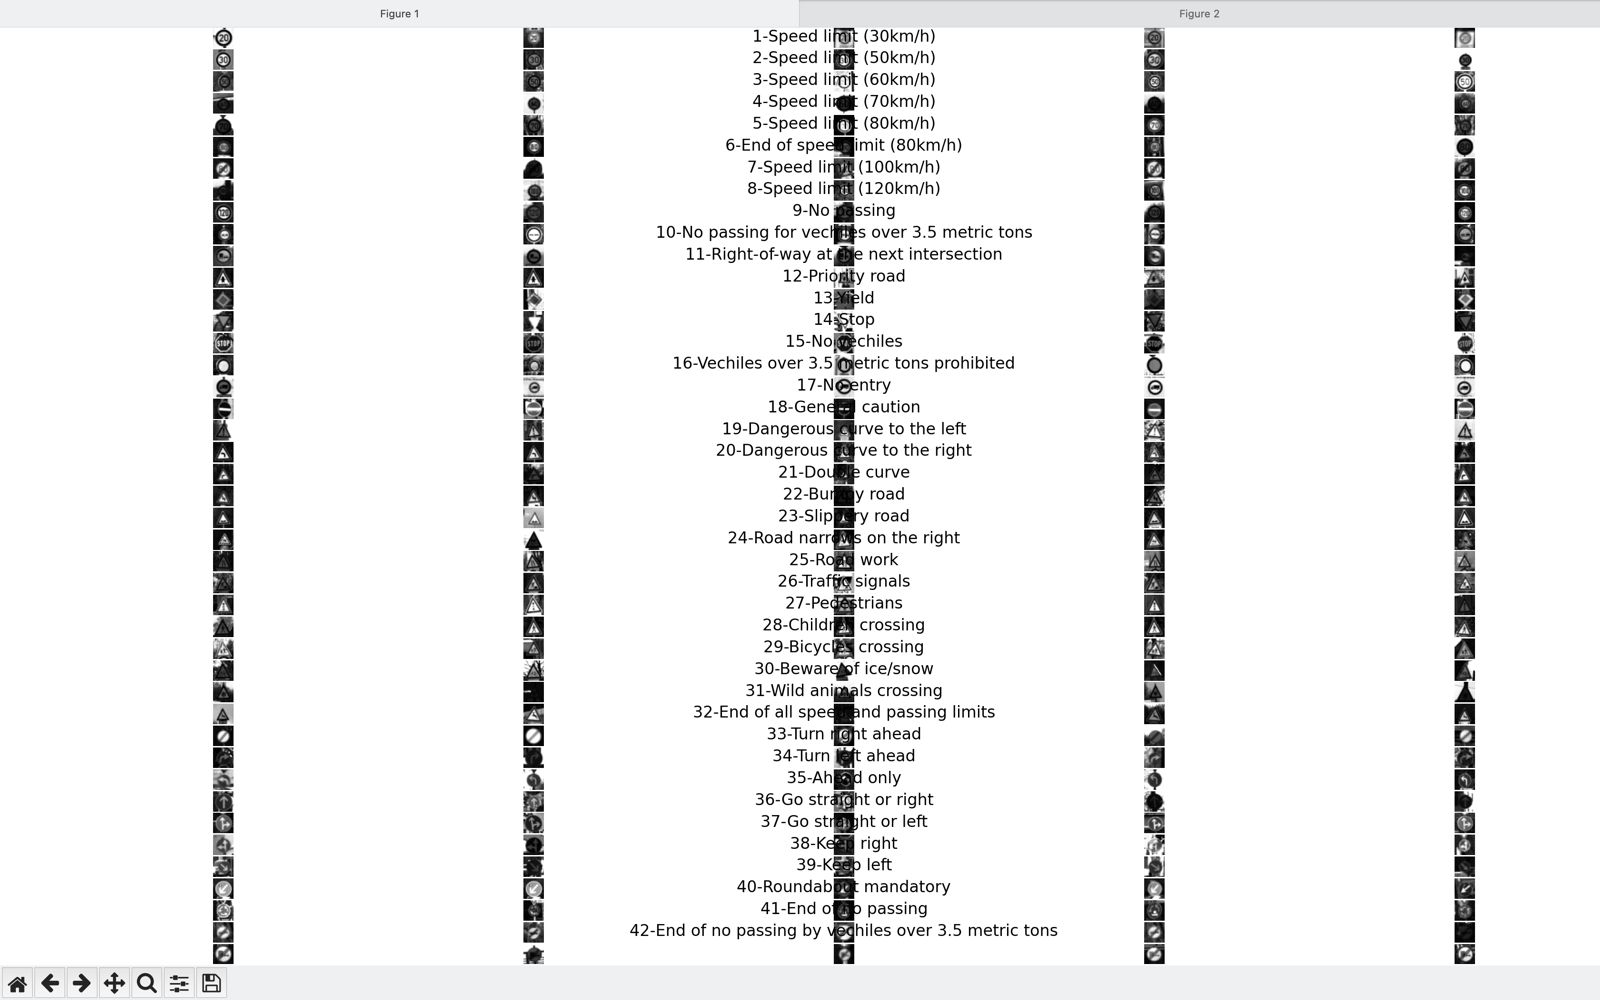 Figure 1
Figure 2
1-Speed limit (30km/h)
2-Speed limit (50km/h)
3-Speed limit (60km/h)
4-Speed limit (70km/h)
5-Speed limit (80km/h)
6-End of speed limit (80km/h)
7-Speed limit (100km/h)
8-Speed limit (120km/h)
9-No passing
10-No passing for vechiles over 3.5 metric tons
11-Right-of-way at the next intersection
12-Priority road
13-Yield
14-Stop
15-No vechiles
16-Vechiles over 3.5 metric tons prohibited
17-No entry
18-General caution
19-Dangerous curve to the left
20-Dangerous curve to the right
21-Double curve
22-Bumpy road
23-Slippery road
24-Road narrows on the right
25-Road work
26-Traffic signals
27-Pedestrians
28-Children crossing
29-Bicycles crossing
30-Beware of ice/snow
31-Wild animals crossing
32-End of all speed and passing limits
33-Turn right ahead
34-Turn left ahead
35-Ahead only
36-Go straight or right
37-Go straight or left
38-Keep right
39-Keep left
40-Roundabout mandatory
41-End of no passing
42-End of no passing by vechiles over 3.5 metric tons